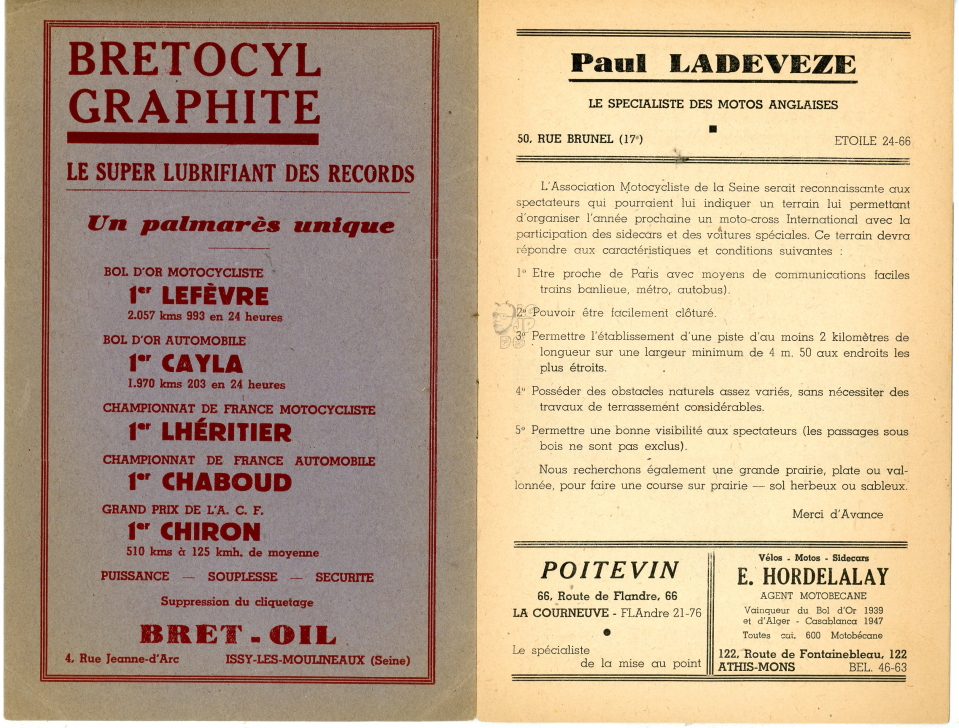 BRETOCYL
GRAPHITE
LE SUPER LUBRIFIANT DES RECORDS
Un palmarès unique
BOL D'OR MOTOCYCLISTE
1er LEFÈVRE
2.057 kms 993 en 24 heures
BOL D'OR AUTOMOBILE
1er CAYLA
1.970 kms 203 en 24 heures
CHAMPIONNAT DE FRANCE MOTOCYCLISTE
1er LHÉRITIER
CHAMPIONNAT DE FRANCE AUTOMOBILE
1er CHABOUD
GRAND PRIX DE L'A. C. F.
1er CHIRON
510 kms à 125 kmh. de moyenne
PUISSANCE — SOUPLESSE — SECURITE
Suppression du cliquetage
BRET-OIL
4, Rue Jeanne-d'Arc ISSY-LES-MOULINEAUX (Seine)
Paul LADEVEZE
LE SPECIALISTE DES MOTOS ANGLAISES
50, RUE BRUNEL (17e) ETOILE 24-66
L'Association Motocycliste de la Seine serait reconnaissante aux
spectateurs qui pourraient lui indiquer un terrain lui permettant
d'organiser l'année prochaine un moto-cross International avec la
participation des sidecars et des voitures spéciales. Ce terrain devra
répondre aux caractéristiques et conditions suivantes :
1° Etre proche de Paris avec moyens de communications faciles
trains banlieue, métro, autobus).
2° Pouvoir être facilement clôturé.
3° Permettre l'établissement d'une piste d'au moins 2 kilomètres de
longueur sur une largeur minimum de 4 m. 50 aux endroits les
plus étroits.
4° Posséder des obstacles naturels assez variés, sans nécessiter des
travaux de terrassement considérables.
5° Permettre une bonne visibilité aux spectateurs (les passages sous
bois ne sont pas exclus).
Nous recherchons également une grande prairie, plate ou val-
lonnée, pour faire une course sur prairie — sol herbeux ou sableux.
Merci d'Avance
POITEVIN
66, Route de Flandre, 66
LA COURNEUVE - FLAndre 21-76
Le spécialiste
de la mise au point
Vélos - Motos - Sidecars
E. HORDELALAY
AGENT MOTOBECANE
Vainqueur du Bol d'Or 1939
et d'Alger - Casablanca 1947
Toutes cat. 600 Motobécane
122, Route de Fontainebleau, 122
ATHIS-MONS BEL. 46-63